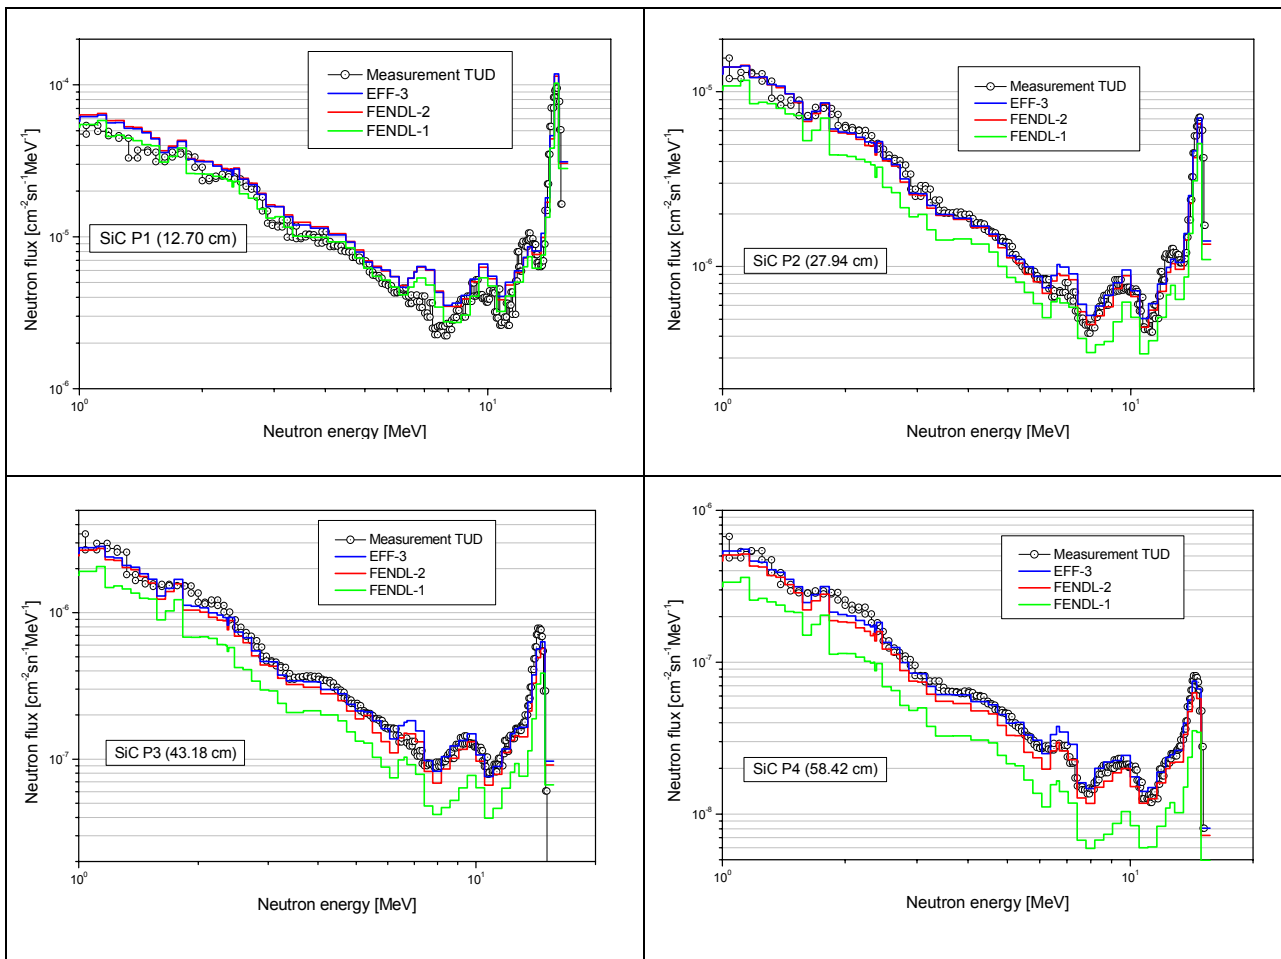 Measurement TUD
EFF-3
FENDL-2
FENDL-1
10⁻⁴
10⁻⁵
10⁻⁶
Neutron flux [cm⁻²sn⁻¹MeV⁻¹]
SiC P1 (12.70 cm)
10⁰
10¹
Neutron energy [MeV]
Measurement TUD
EFF-3
FENDL-2
FENDL-1
10⁻⁵
10⁻⁶
Neutron flux [cm⁻²sn⁻¹MeV⁻¹]
SiC P2 (27.94 cm)
10⁰
10¹
Neutron energy [MeV]
Measurement TUD
EFF-3
FENDL-2
FENDL-1
10⁻⁶
10⁻⁷
Neutron flux [cm⁻²sn⁻¹MeV⁻¹]
SiC P3 (43.18 cm)
10⁰
10¹
Neutron energy [MeV]
10⁻⁶
Measurement TUD
EFF-3
FENDL-2
FENDL-1
10⁻⁷
10⁻⁸
Neutron flux [cm⁻²sn⁻¹MeV⁻¹]
SiC P4 (58.42 cm)
10⁰
10¹
Neutron energy [MeV]